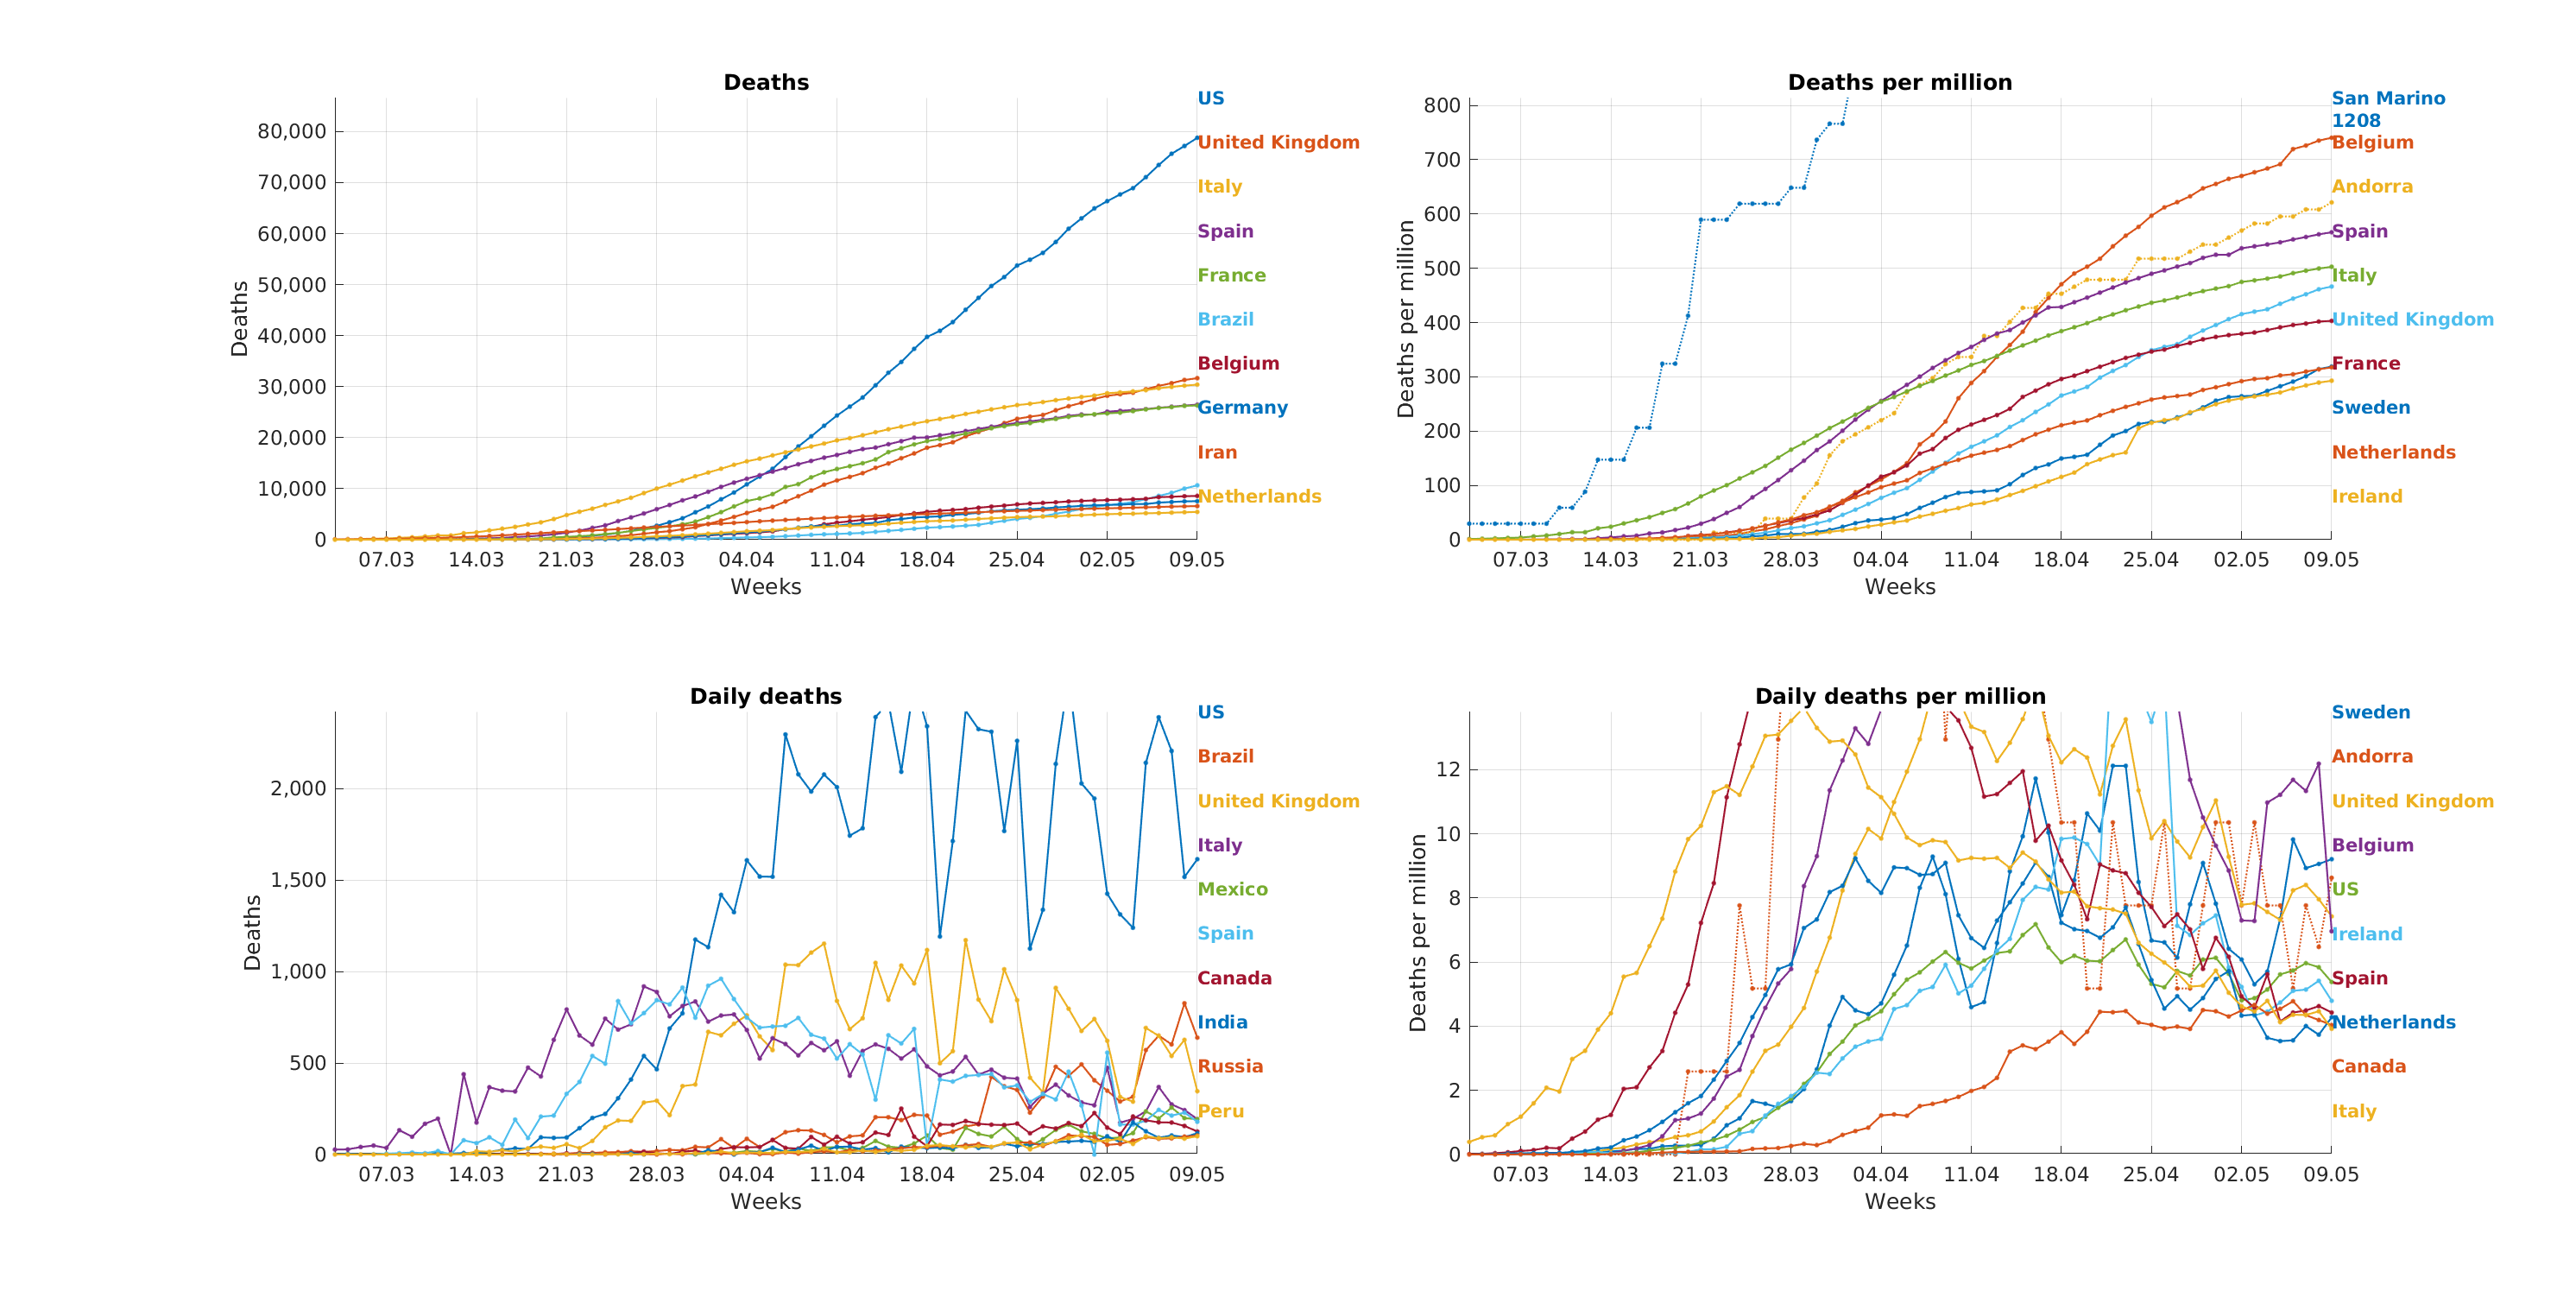 Deaths
Deaths
80,000
70,000
60,000
50,000
40,000
30,000
20,000
10,000
0
07.03 14.03 21.03 28.03 04.04 11.04 18.04 25.04 02.05 09.05
Weeks
US
United Kingdom
Italy
Spain
France
Brazil
Belgium
Germany
Iran
Netherlands
Deaths per million
Deaths per million
800
700
600
500
400
300
200
100
0
07.03 14.03 21.03 28.03 04.04 11.04 18.04 25.04 02.05 09.05
Weeks
San Marino
1208
Belgium
Andorra
Spain
Italy
United Kingdom
France
Sweden
Netherlands
Ireland
Daily deaths
Deaths
2,000
1,500
1,000
500
0
07.03 14.03 21.03 28.03 04.04 11.04 18.04 25.04 02.05 09.05
Weeks
US
Brazil
United Kingdom
Italy
Mexico
Spain
Canada
India
Russia
Peru
Daily deaths per million
Deaths per million
12
10
8
6
4
2
0
07.03 14.03 21.03 28.03 04.04 11.04 18.04 25.04 02.05 09.05
Weeks
Sweden
Andorra
United Kingdom
Belgium
US
Ireland
Spain
Netherlands
Canada
Italy